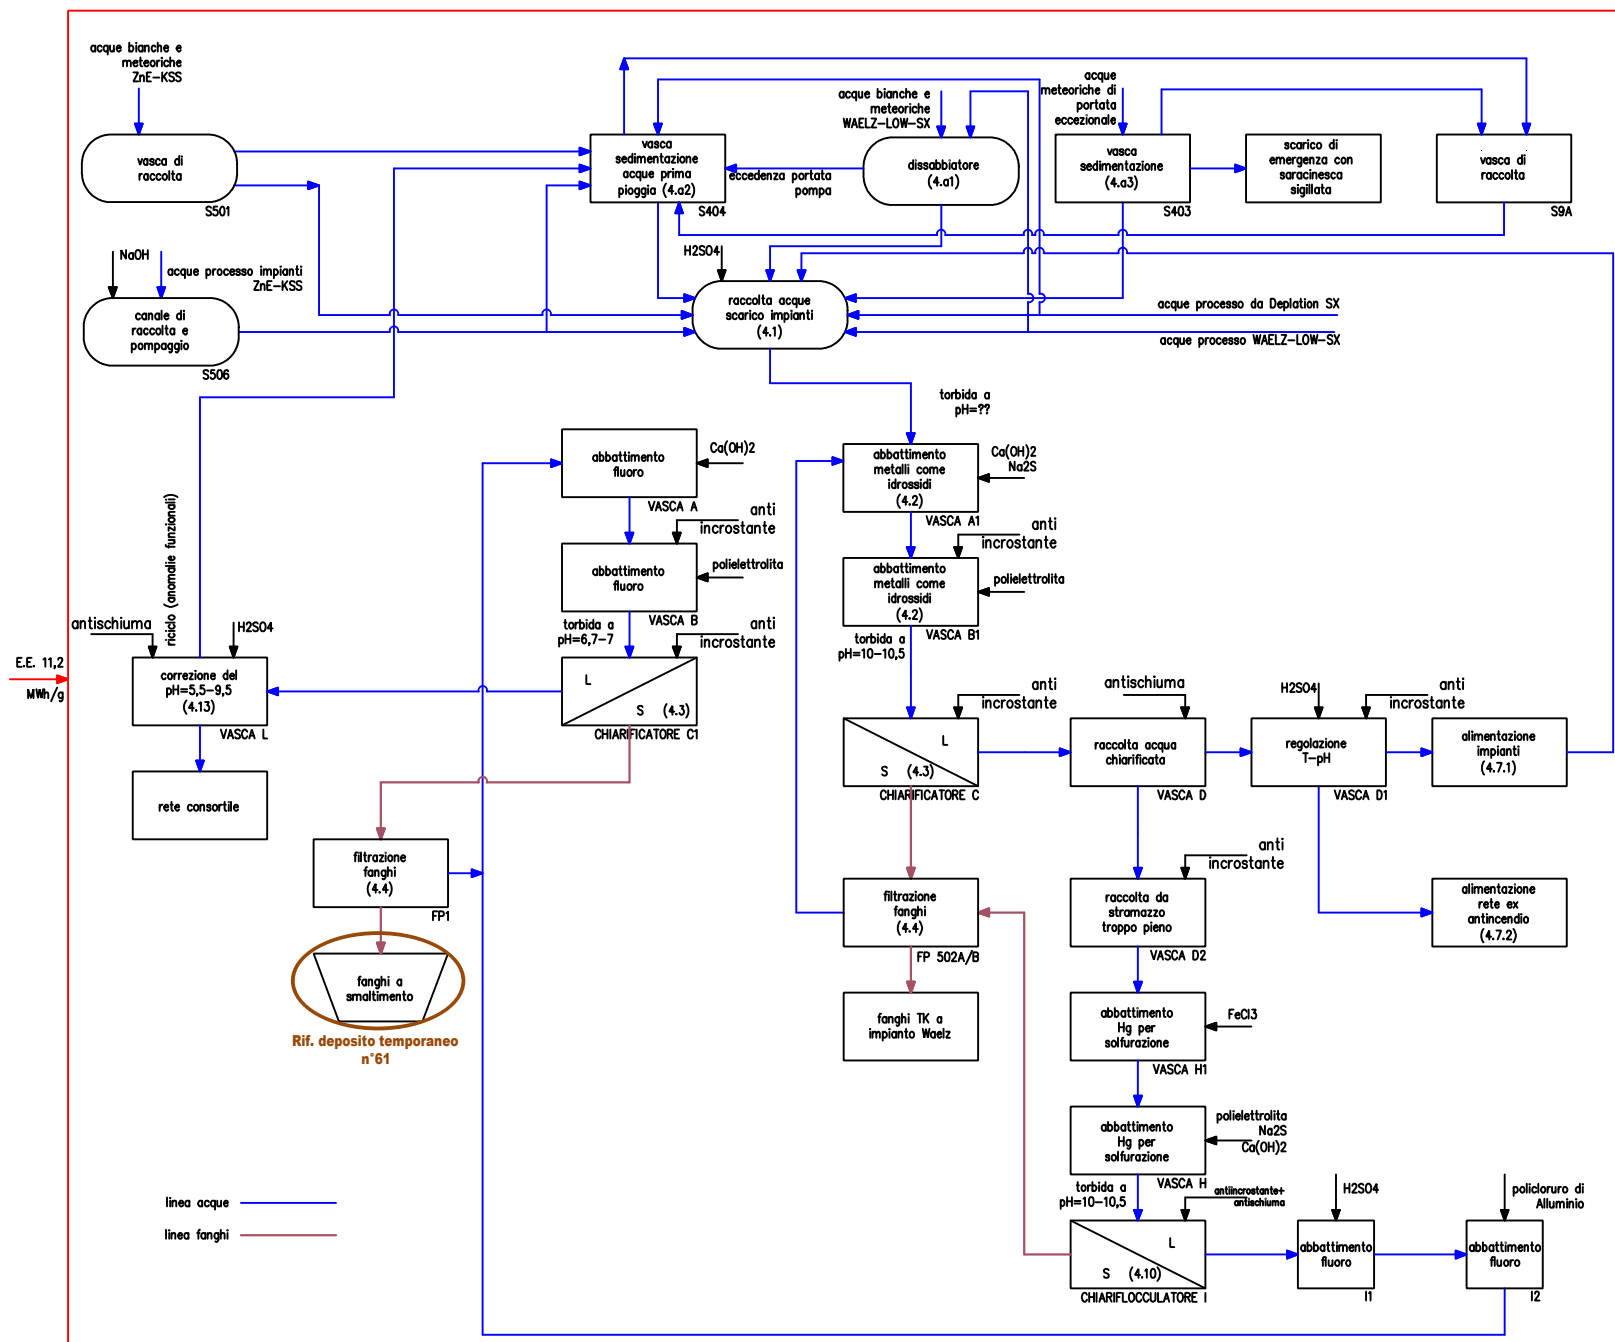 acque bianche e
meteoriche
ZnE-KSS
vasca di
raccolta
S501
vasca
sedimentazione
acque prima
pioggia (4.a2)
S404
acque bianche e
meteoriche
WAELZ-LOW-SX
dissabbiatore
(4.a1)
eccedenza portata
pompa
acque
meteoriche di
portata
eccezionale
vasca
sedimentazione
(4.a3)
S403
scarico di
emergenza con
saracinesca
sigillata
vasca di
raccolta
S9A
NaOH
acque processo impianti
ZnE-KSS
canale di
raccolta e
pompaggio
S506
H2SO4
raccolta acque
scarico impianti
(4.1)
acque processo da Deplation SX
acque processo WAELZ-LOW-SX
torbida a
pH=??
abbattimento
fluoro
Ca(OH)2
VASCA A
anti
incrostante
abbattimento
fluoro
polielettrolita
VASCA B
torbida a
pH=6,7-7
anti
incrostante
L
S (4.3)
CHIARIFICATORE C1
abbattimento
metalli come
idrossidi
(4.2)
Ca(OH)2
Na2S
VASCA A1
anti
incrostante
abbattimento
metalli come
idrossidi
(4.2)
polielettrolita
VASCA B1
torbida a
pH=10-10,5
riciclo (anomalie funzionali)
antischiuma
H2SO4
E.E. 11,2
MWh/g
correzione del
pH=5,5-9,5
(4.13)
VASCA L
rete consortile
anti
incrostante
L
S (4.3)
CHIARIFICATORE C
antischiuma
raccolta acqua
chiarificata
VASCA D
H2SO4
anti
incrostante
regolazione
T-pH
VASCA D1
alimentazione
impianti
(4.7.1)
filtrazione
fanghi
(4.4)
FP1
fanghi a
smaltimento
Rif. deposito temporaneo
n°61
filtrazione
fanghi
(4.4)
FP 502A/B
fanghi TK a
impianto Waelz
anti
incrostante
raccolta da
stramazzo
troppo pieno
VASCA D2
alimentazione
rete ex
antincendio
(4.7.2)
abbattimento
Hg per
solfurazione
FeCl3
VASCA H1
abbattimento
Hg per
solfurazione
polielettrolita
Na2S
Ca(OH)2
VASCA H
torbida a
pH=10-10,5
antiincrostante+
antischiuma
L
S (4.10)
CHIARIFLOCCULATORE I
H2SO4
abbattimento
fluoro
I1
policloruro di
Alluminio
abbattimento
fluoro
I2
linea acque
linea fanghi